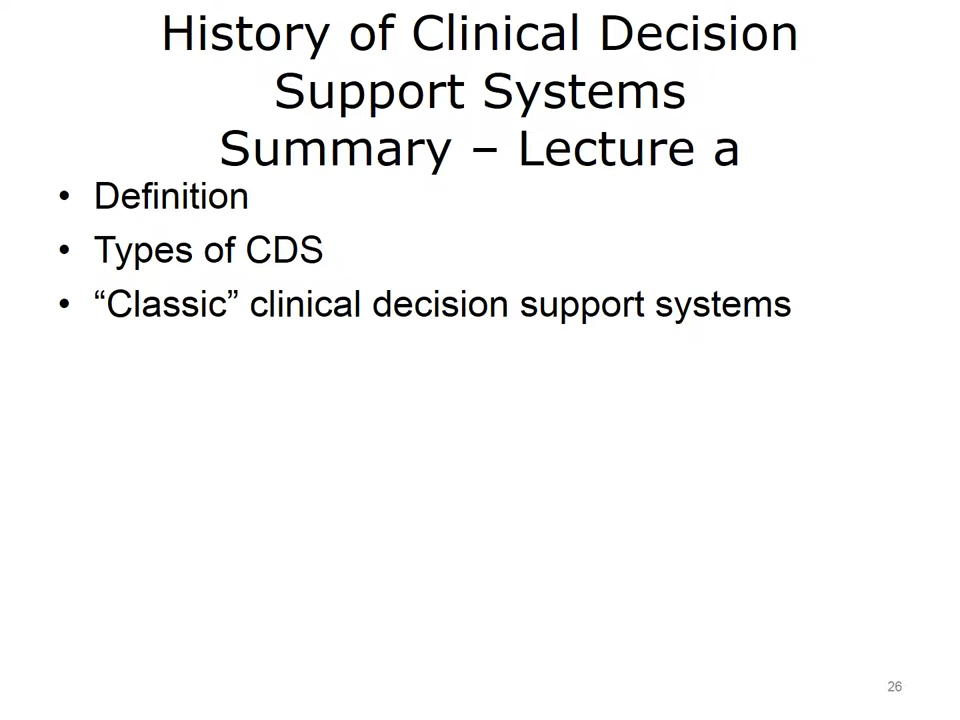 History of Clinical Decision
Support Systems
Summary – Lecture a
• Definition
• Types of CDS
• “Classic” clinical decision support systems
26